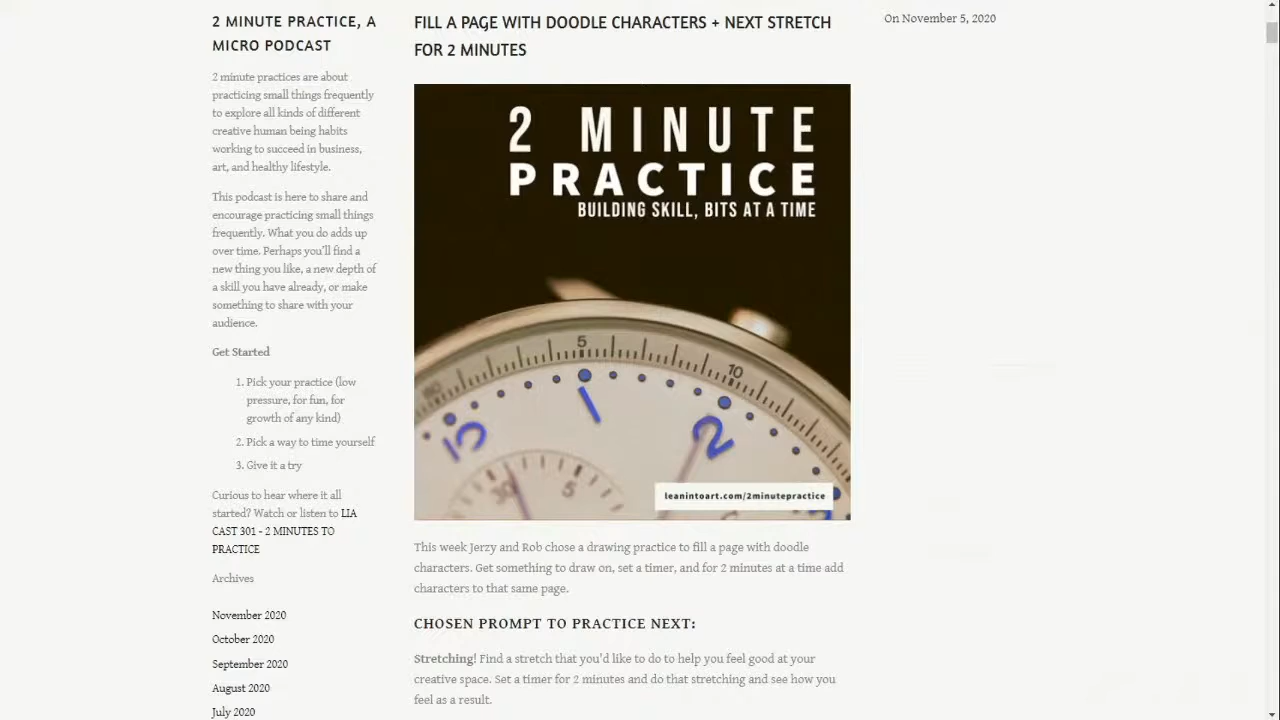 2 MINUTE PRACTICE, A
MICRO PODCAST
2 minute practices are about
practicing small things frequently
to explore all kinds of different
creative human being habits
working to succeed in business,
art, and healthy lifestyle.
This podcast is here to share and
encourage practicing small things
frequently. What you do adds up
over time. Perhaps you'll find a
new thing you like, a new depth of
a skill you have already, or make
something to share with your
audience.
Get Started
1. Pick your practice (low
pressure, for fun, for
growth of any kind)
2. Pick a way to time yourself
3. Give it a try
Curious to hear where it all
started? Watch or listen to LIA
CAST 301 - 2 MINUTES TO
PRACTICE
Archives
November 2020
October 2020
September 2020
August 2020
July 2020
FILL A PAGE WITH DOODLE CHARACTERS + NEXT STRETCH
FOR 2 MINUTES
2 MINUTE
PRACTICE
BUILDING SKILL, BITS AT A TIME
5
10
1
2
30
5
leanintoart.com/2minutepractice
This week Jerzy and Rob chose a drawing practice to fill a page with doodle
characters. Get something to draw on, set a timer, and for 2 minutes at a time add
characters to that same page.
CHOSEN PROMPT TO PRACTICE NEXT:
Stretching! Find a stretch that you'd like to do to help you feel good at your
creative space. Set a timer for 2 minutes and do that stretching and see how you
feel as a result.
On November 5, 2020